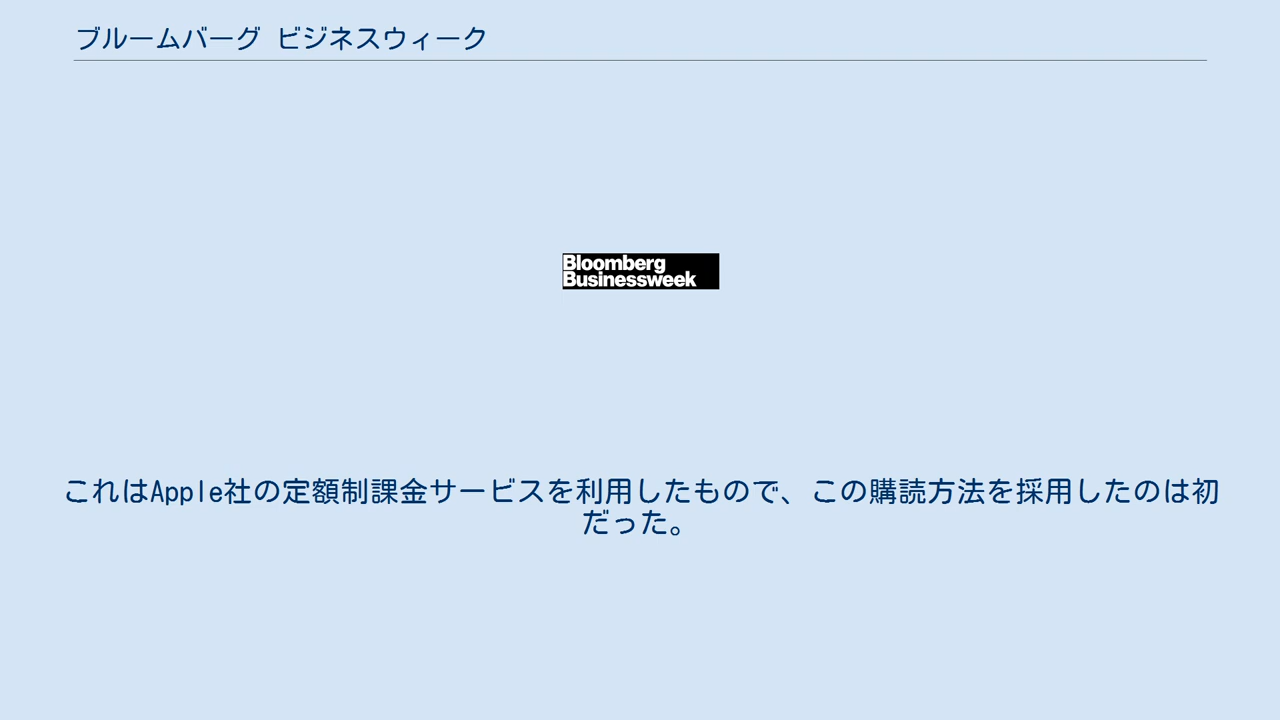 ブルームバーグ ビジネスウィーク
Bloomberg
Businessweek
これはApple社の定額制課金サービスを利用したもので、この購読方法を採用したのは初
だった。